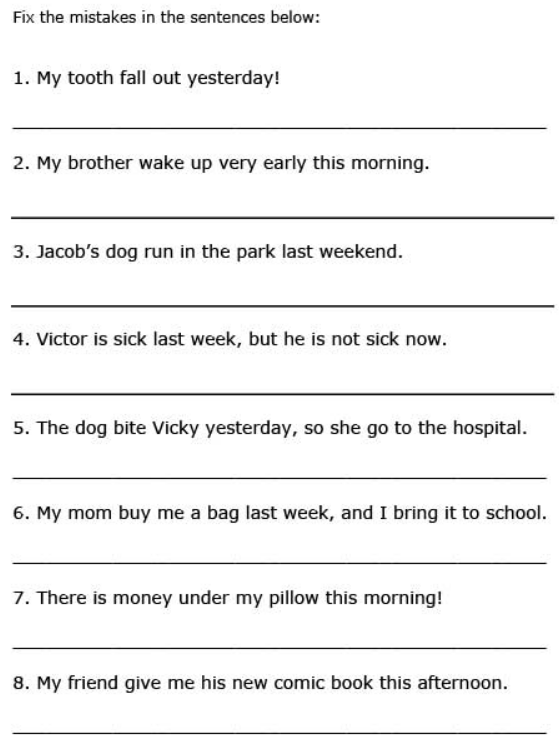 Fix the mistakes in the sentences below:
1. My tooth fall out yesterday!
2. My brother wake up very early this morning.
3. Jacob's dog run in the park last weekend.
4. Victor is sick last week, but he is not sick now.
5. The dog bite Vicky yesterday, so she go to the hospital.
6. My mom buy me a bag last week, and I bring it to school.
7. There is money under my pillow this morning!
8. My friend give me his new comic book this afternoon.